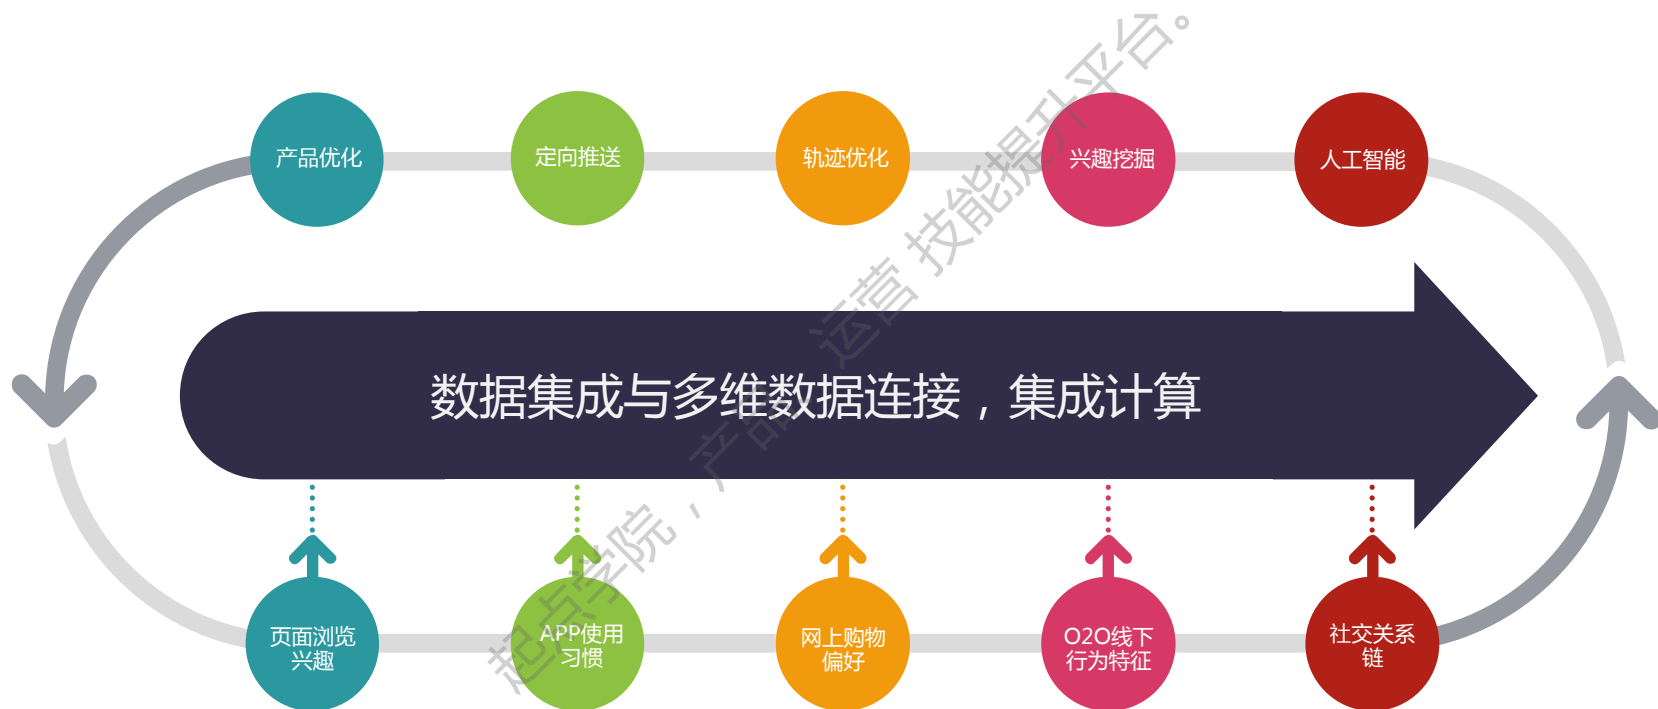 产品优化
定向推送
轨迹优化
兴趣挖掘
人工智能
数据集成与多维数据连接，集成计算
页面浏览
兴趣
APP使用
习惯
网上购物
偏好
O2O线下
行为特征
社交关系
链
起点学院，产品、运营 技能提升平台。